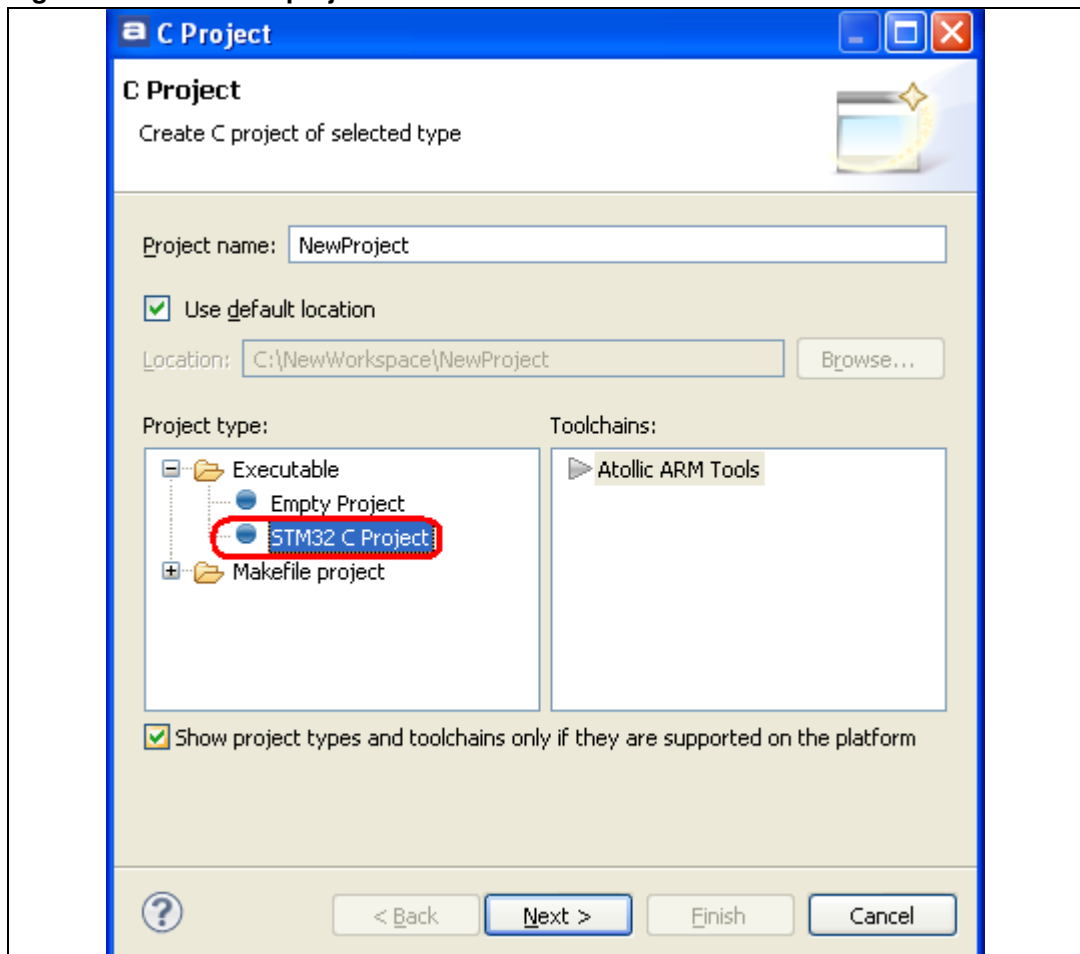 proj
C Project
C Project
Create C project of selected type
Project name: NewProject
Use default location
Location: C:\NewWorkspace\NewProject Browse...
Project type: Toolchains:
Executable Atollic ARM Tools
Empty Project
STM32 C Project
Makefile project
Show project types and toolchains only if they are supported on the platform
< Back Next > Finish Cancel